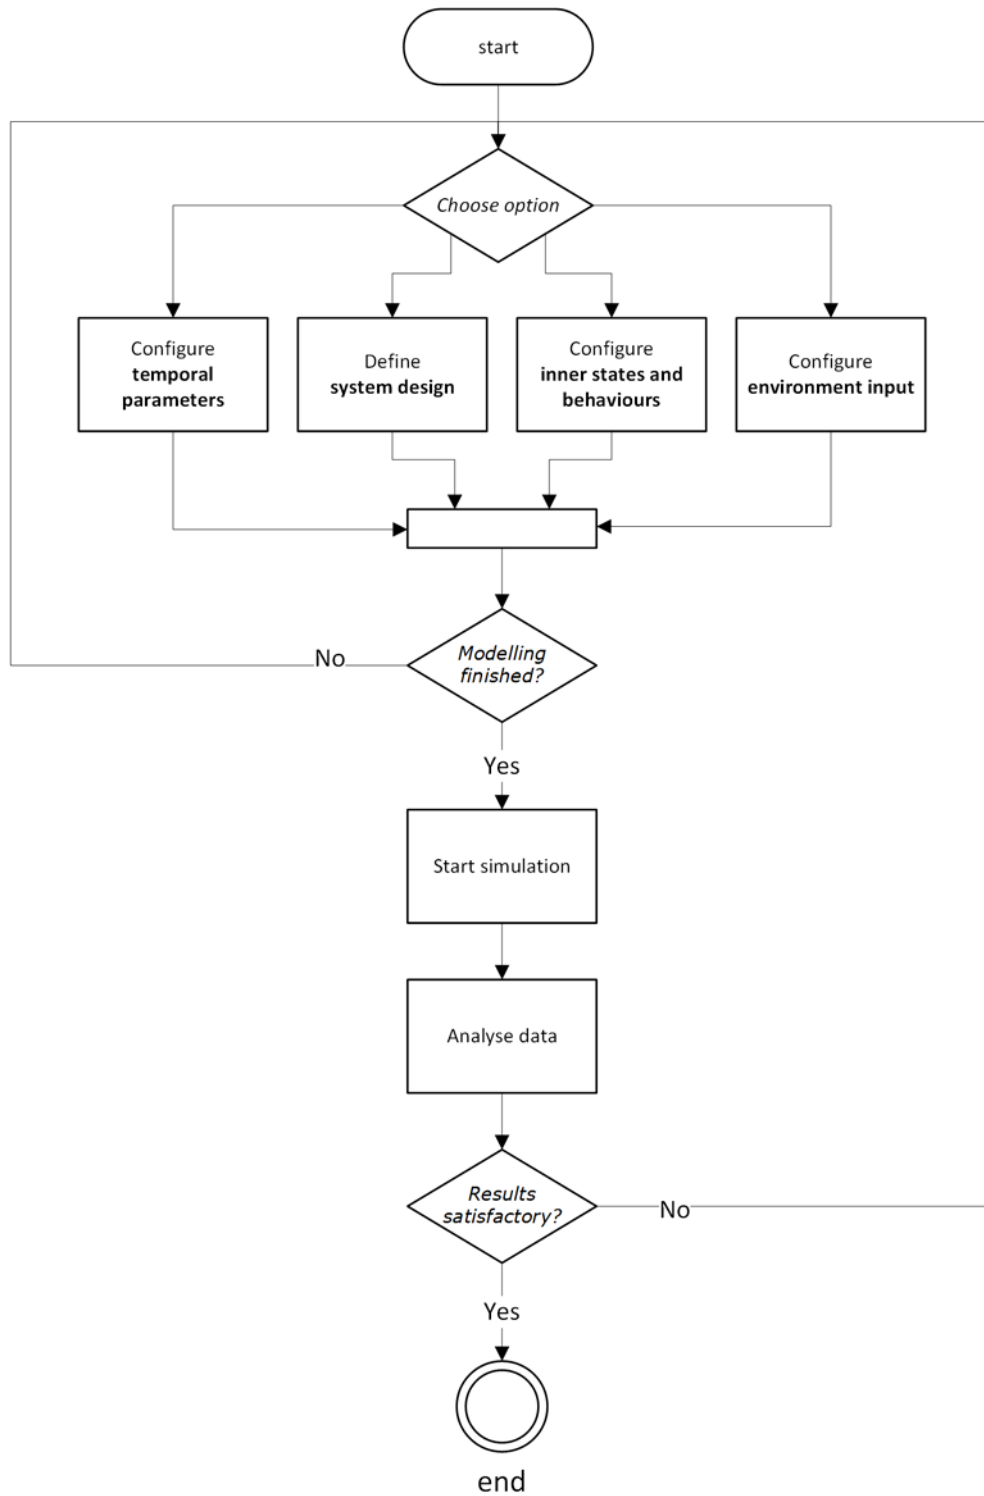 start
Choose option
Configure
temporal
parameters
Define
system design
Configure
inner states and
behaviours
Configure
environment input
Modelling
finished?
No
Yes
Start simulation
Analyse data
Results
satisfactory?
No
Yes
end